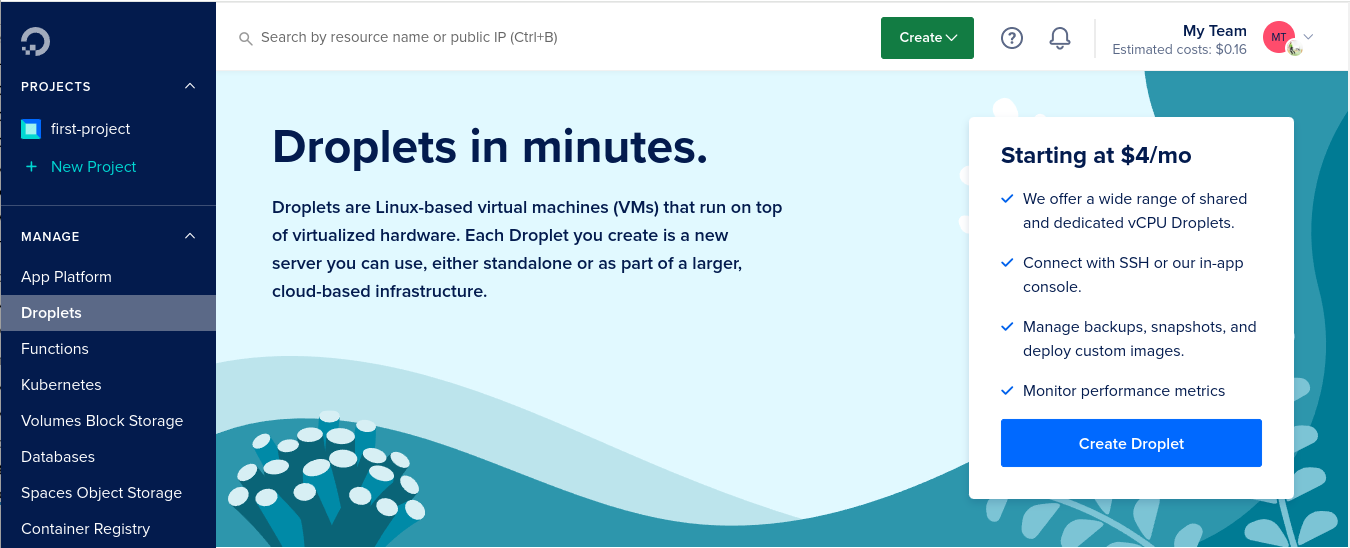 Search by resource name or public IP (Ctrl+B)
Create
?
My Team
Estimated costs: $0.16
MT
PROJECTS
first-project
+ New Project
MANAGE
App Platform
Droplets
Functions
Kubernetes
Volumes Block Storage
Databases
Spaces Object Storage
Container Registry
Droplets in minutes.
Droplets are Linux-based virtual machines (VMs) that run on top
of virtualized hardware. Each Droplet you create is a new
server you can use, either standalone or as part of a larger,
cloud-based infrastructure.
Starting at $4/mo
We offer a wide range of shared
and dedicated vCPU Droplets.
Connect with SSH or our in-app
console.
Manage backups, snapshots, and
deploy custom images.
Monitor performance metrics
Create Droplet